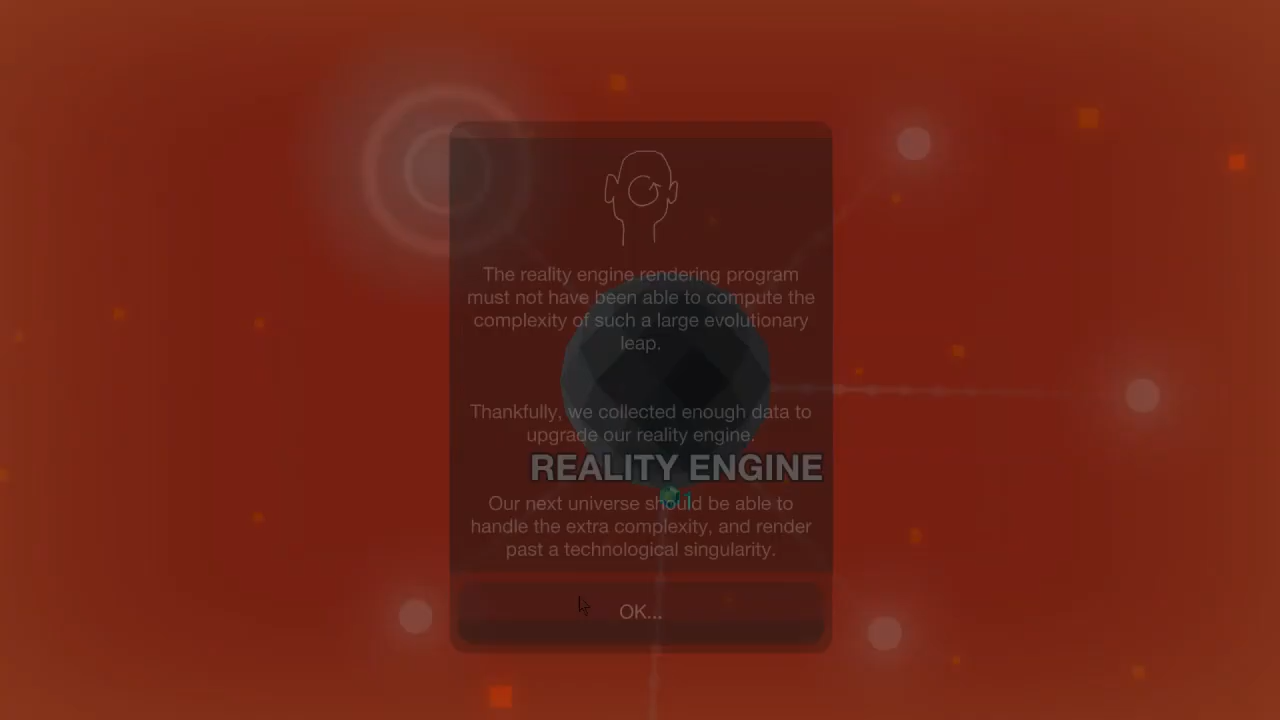 The reality engine rendering program
must not have been able to compute the
complexity of such a large evolutionary
leap.
Thankfully, we collected enough data to
upgrade our reality engine.
REALITY ENGINE
Our next universe should be able to
handle the extra complexity, and render
past a technological singularity.
OK...